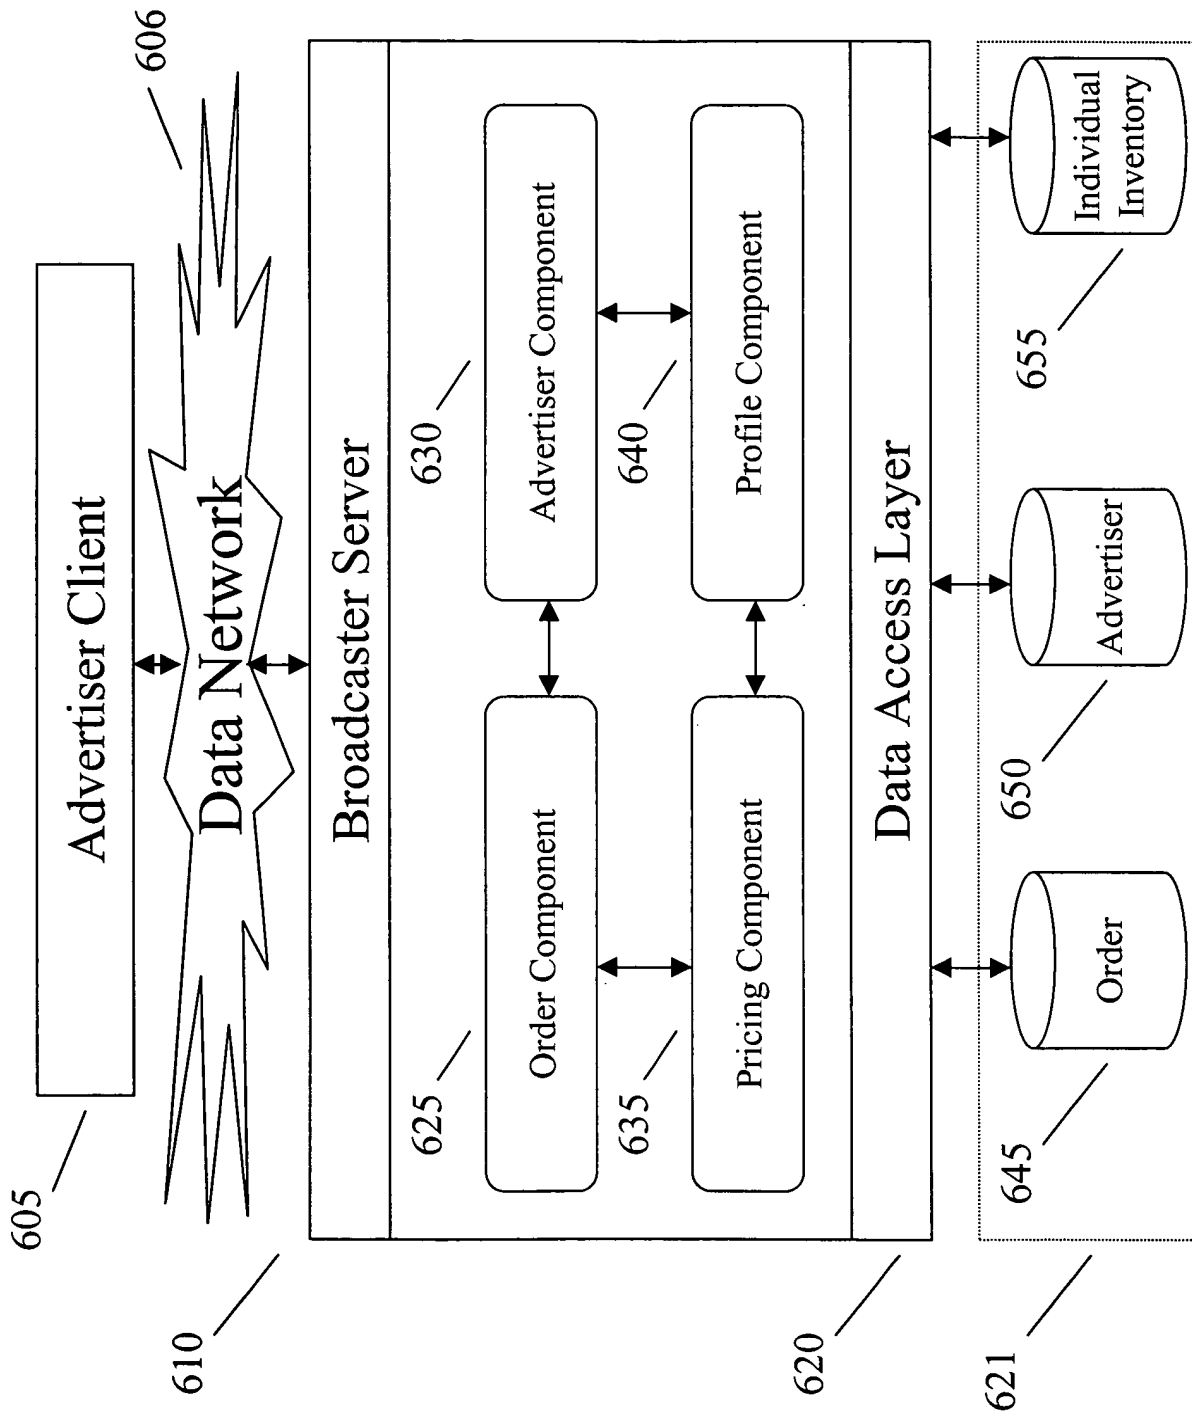 605
Advertiser Client
606
Data Network
610
Broadcaster Server
625
Order Component
630
Advertiser Component
635
Pricing Component
640
Profile Component
620
Data Access Layer
621
645
Order
650
Advertiser
655
Individual
Inventory